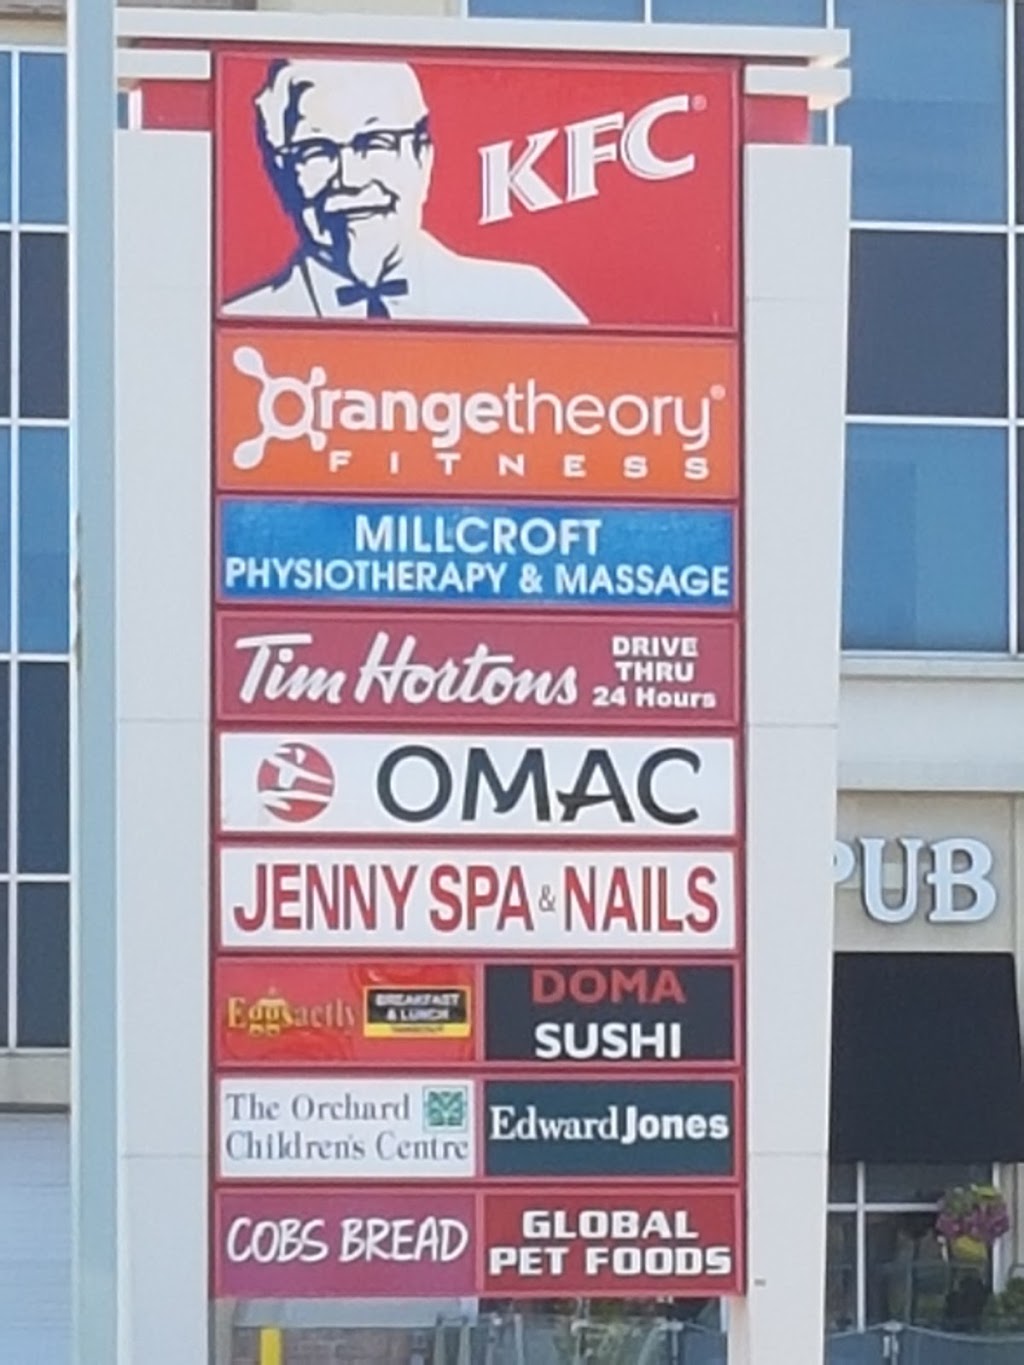 KFC®
Orangetheory®
FITNESS
MILLCROFT
PHYSIOTHERAPY & MASSAGE
Tim Hortons
DRIVE
THRU
24 Hours
OMAC
JENNY SPA & NAILS
Eggsactly
BREAKFAST
& LUNCH
DOMA
SUSHI
The Orchard
Children's Centre
Edward Jones
COBS BREAD
GLOBAL
PET FOODS
PUB